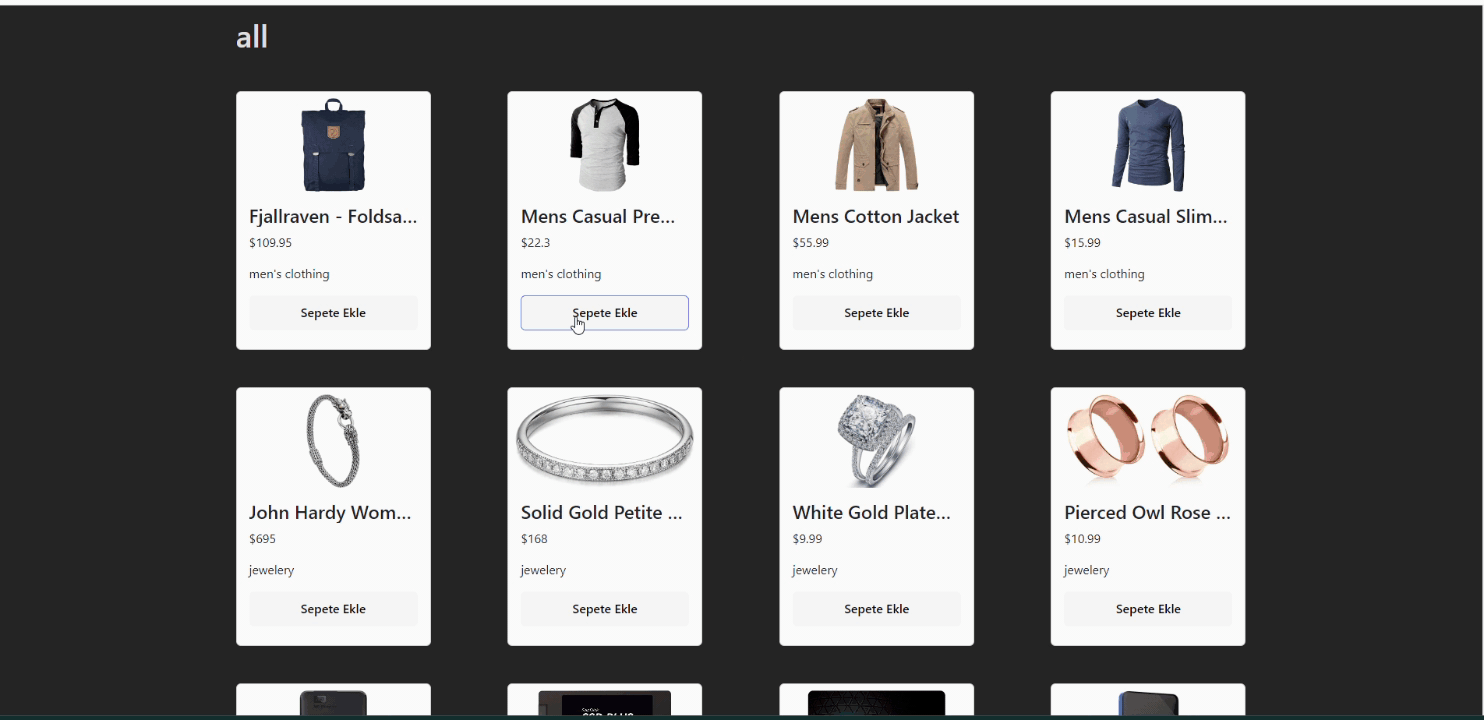 all
Fjallraven - Foldsa...
$109.95
men's clothing
Sepete Ekle
Mens Casual Pre...
$22.3
men's clothing
Sepete Ekle
Mens Cotton Jacket
$55.99
men's clothing
Sepete Ekle
Mens Casual Slim...
$15.99
men's clothing
Sepete Ekle
John Hardy Wom...
$695
jewelery
Sepete Ekle
Solid Gold Petite ...
$168
jewelery
Sepete Ekle
White Gold Plate...
$9.99
jewelery
Sepete Ekle
Pierced Owl Rose ...
$10.99
jewelery
Sepete Ekle